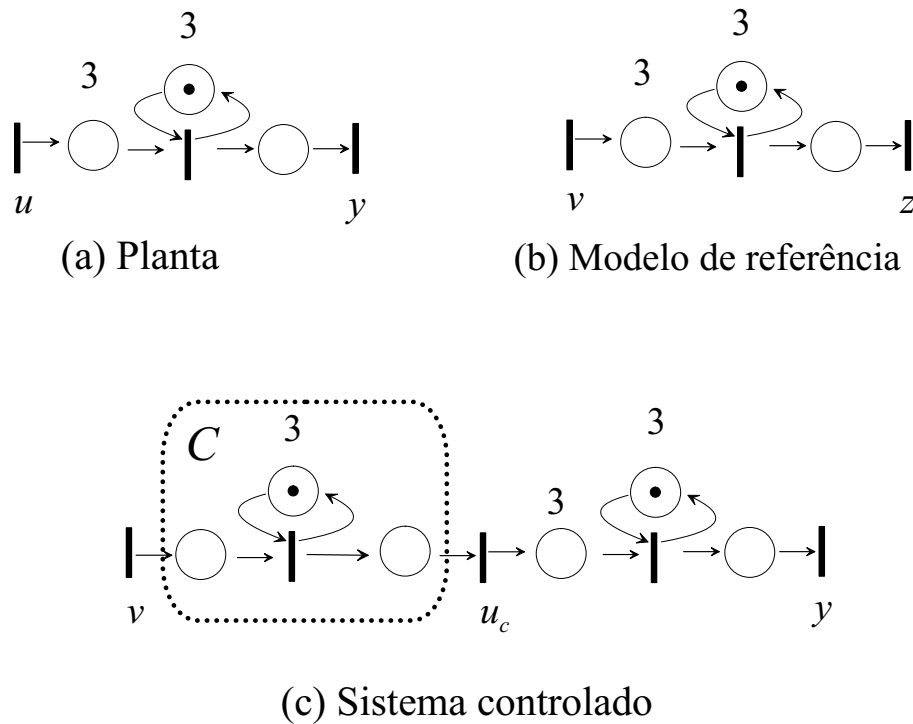 3
3
u
y
(a) Planta
3
3
v
z
(b) Modelo de referência
C
3
3
3
v
u_c
y
(c) Sistema controlado